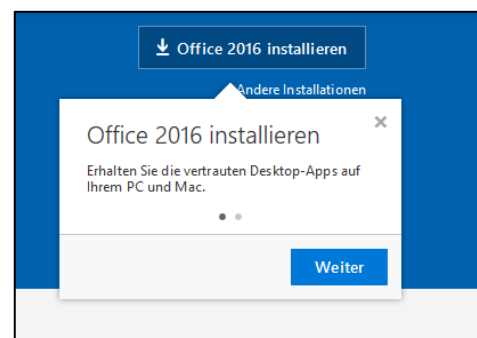 Office 2016 installieren
Andere Installationen
Office 2016 installieren
Erhalten Sie die vertrauten Desktop-Apps auf
Ihrem PC und Mac.
Weiter